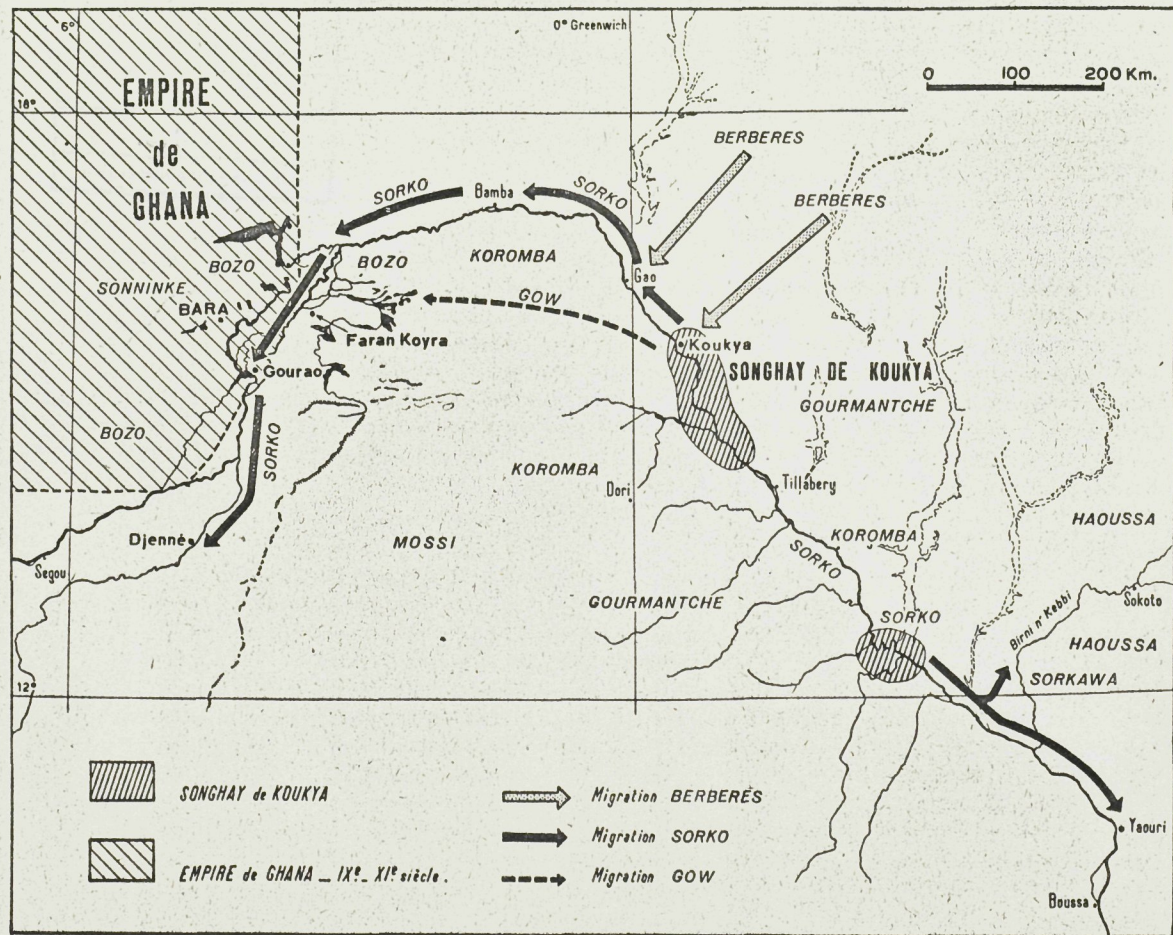 6°
0° Greenwich
0 100 200 Km.
18°
EMPIRE
de
GHANA
BERBERES
BERBERES
SORKO
Bamba
SORKO
BOZO
BOZO
KOROMBA
SONNINKE
GOW
Gao
BARA
Faran Koyra
Koukya
Gourao
SONGHAY DE KOUKYA
GOURMANTCHE
BOZO
SORKO
KOROMBA
Dori
Tillabery
HAOUSSA
Djenné
MOSSI
KOROMBA
SORKO
Segou
GOURMANTCHE
Sokoto
SORKO
Birni n' Kebbi
HAOUSSA
SORKAWA
12°
SONGHAY de KOUKYA
Migration BERBERES
Migration SORKO
Yaouri
EMPIRE de GHANA _ IXe_ XIe siècle.
Migration GOW
Boussa